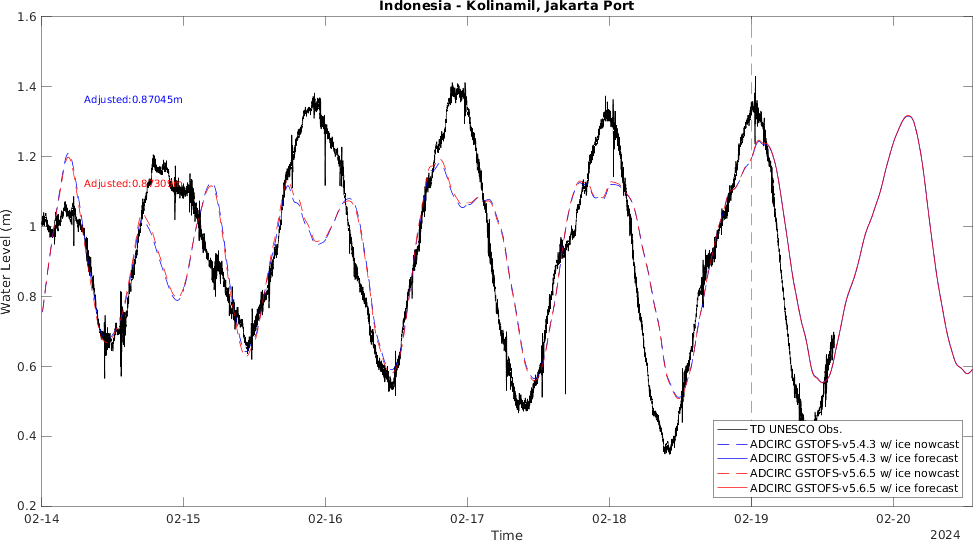 Indonesia - Kolinamil, Jakarta Port
1.6
1.4
1.2
1
0.8
0.6
0.4
0.2
Water Level (m)
Adjusted:0.87045m
TD UNESCO Obs.
ADCIRC GSTOFS-v5.4.3 w/ ice nowcast
ADCIRC GSTOFS-v5.4.3 w/ ice forecast
ADCIRC GSTOFS-v5.6.5 w/ ice nowcast
ADCIRC GSTOFS-v5.6.5 w/ ice forecast
02-14
02-15
02-16
02-17
02-18
02-19
02-20
Time
2024